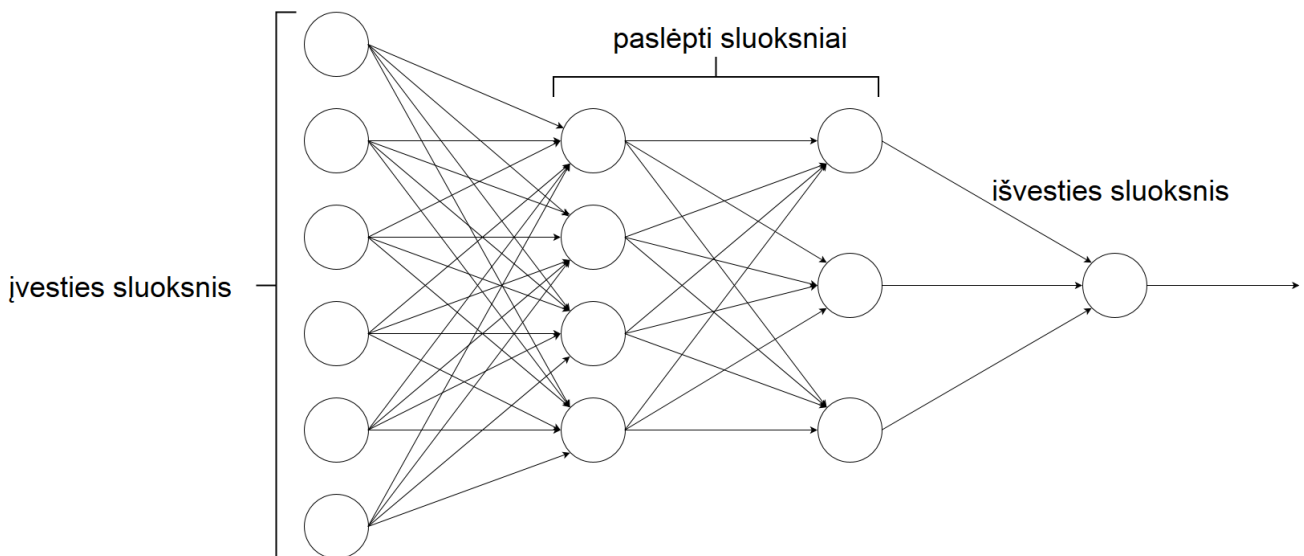 paslėpti sluoksniai
išvesties sluoksnis
įvesties sluoksnis